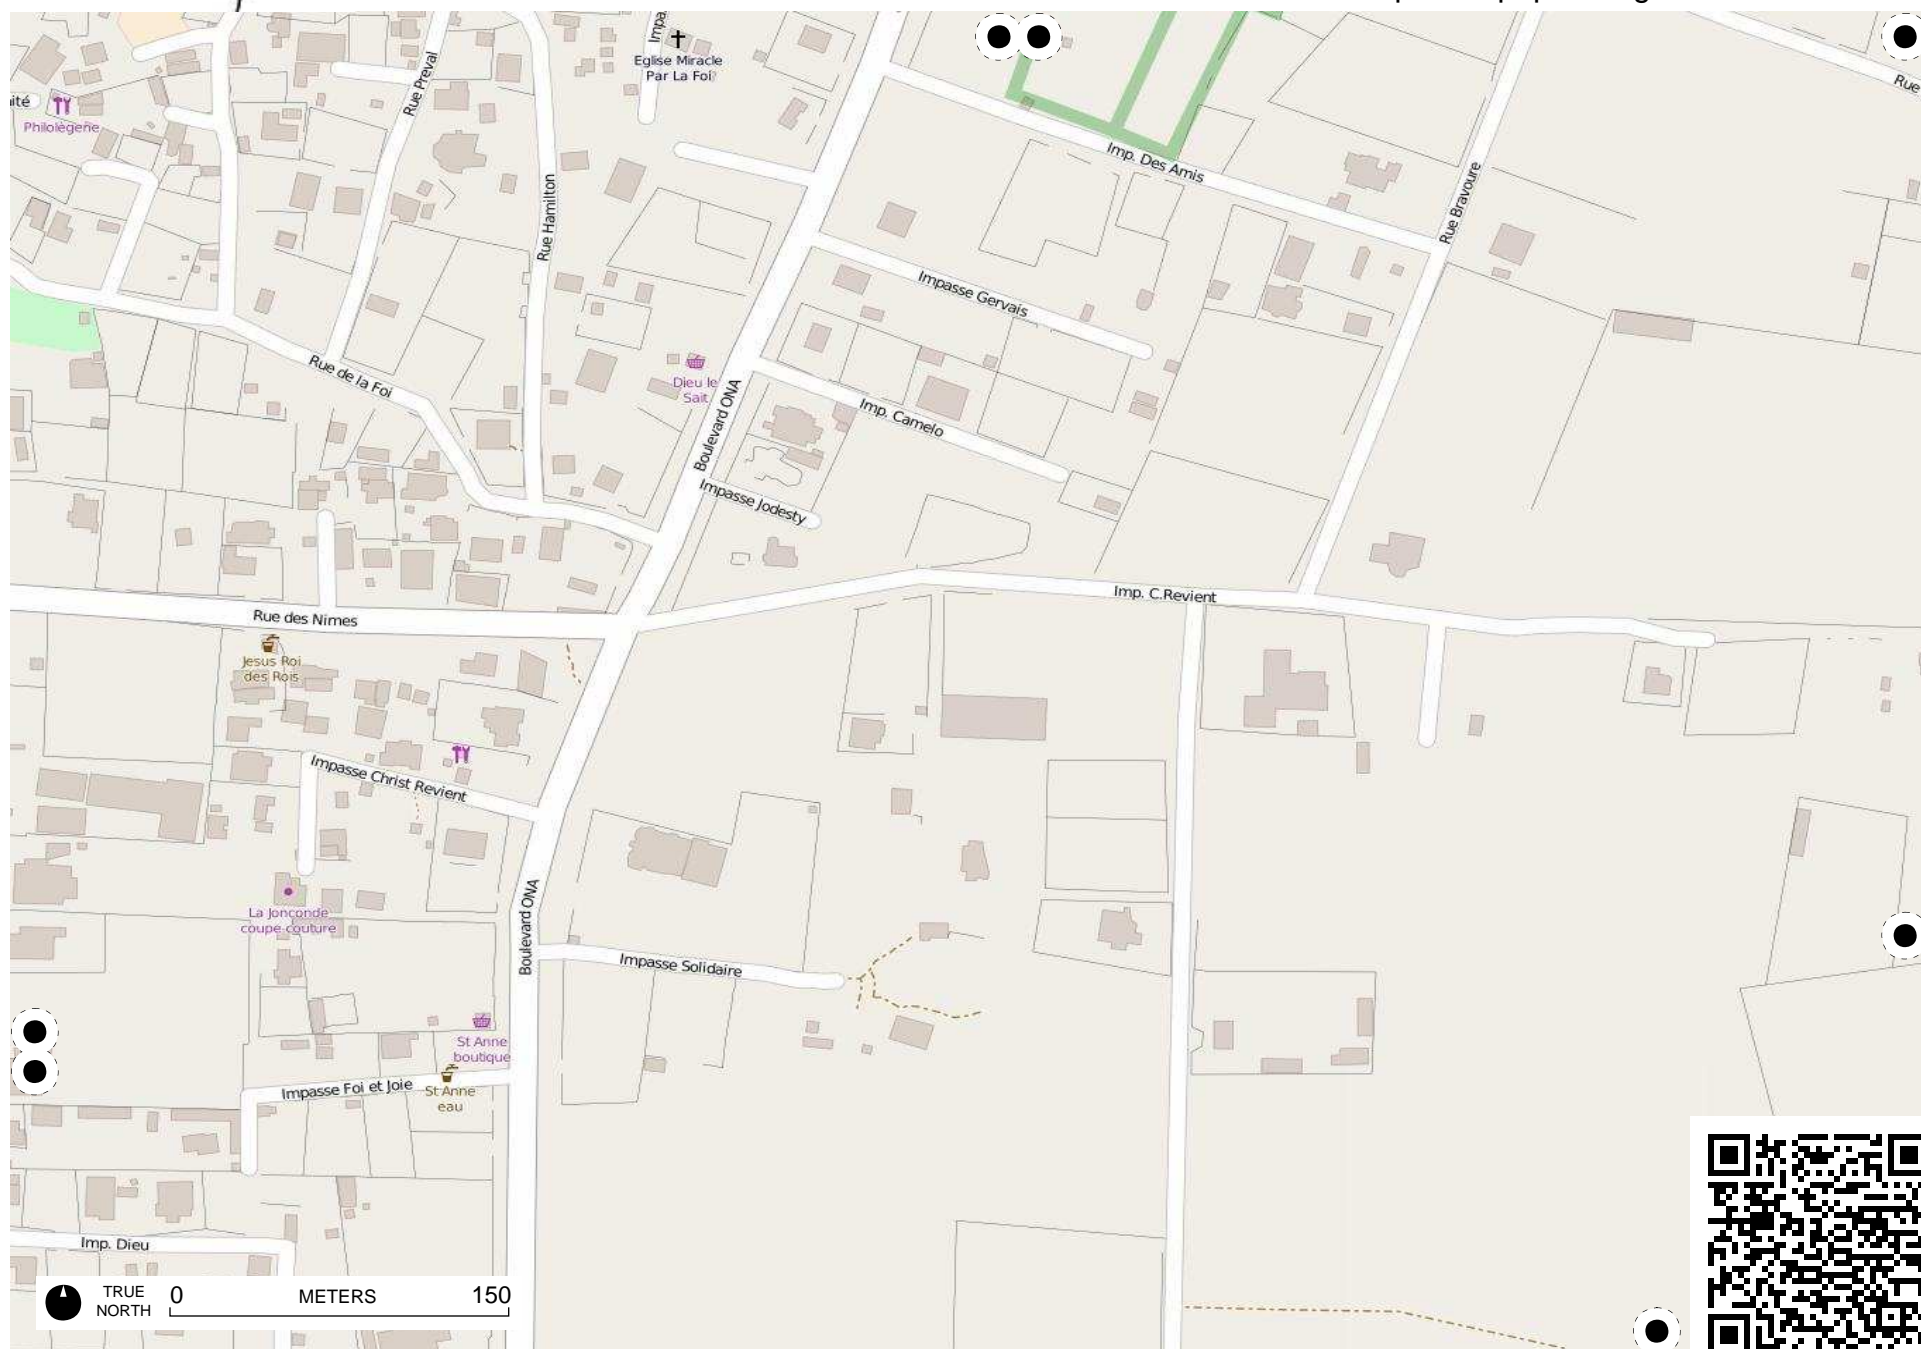 Eglise Miracle
Par La Foi?
Impa
Rue Preval
Rue
ité
Philolègene
Imp. Des Amis
Rue Bravoure
Rue Hamilton
Impasse Gervais
Rue de la Foi
Dieu le
Sait
Boulevard ONA
Imp. Camelo
Impasse Jodesty
Imp. C.Revient
Rue des Nimes
Jesus Roi
des Rois
Impasse Christ Revient
La Jonconde
coupe couture
Boulevard ONA
Impasse Solidaire
St Anne
boutique
Impasse Foi et Joie
St Anne
eau
Imp. Dieu
TRUE
NORTH
0 METERS 150